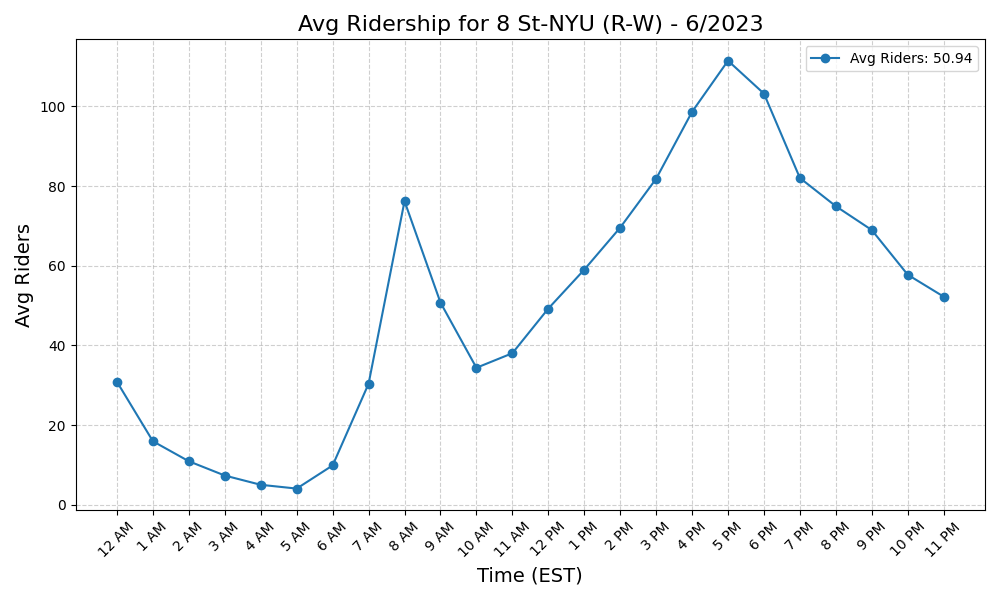 Avg Ridership for 8 St-NYU (R-W) - 6/2023
Avg Riders: 50.94
Avg Riders
100
80
60
40
20
0
12 AM
1 AM
2 AM
3 AM
4 AM
5 AM
6 AM
7 AM
8 AM
9 AM
10 AM
11 AM
12 PM
1 PM
2 PM
3 PM
4 PM
5 PM
6 PM
7 PM
8 PM
9 PM
10 PM
11 PM
Time (EST)